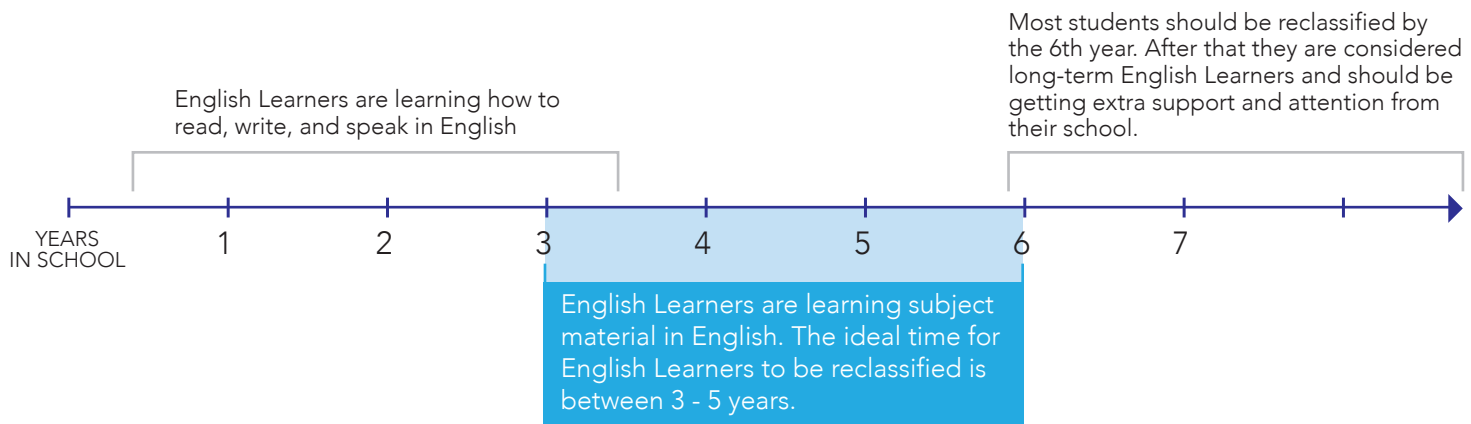 Most students should be reclassified by
the 6th year. After that they are considered
long-term English Learners and should be
getting extra support and attention from
their school.
English Learners are learning how to
read, write, and speak in English
YEARS
IN SCHOOL
1 2 3 4 5 6 7
English Learners are learning subject
material in English. The ideal time for
English Learners to be reclassified is
between 3 - 5 years.